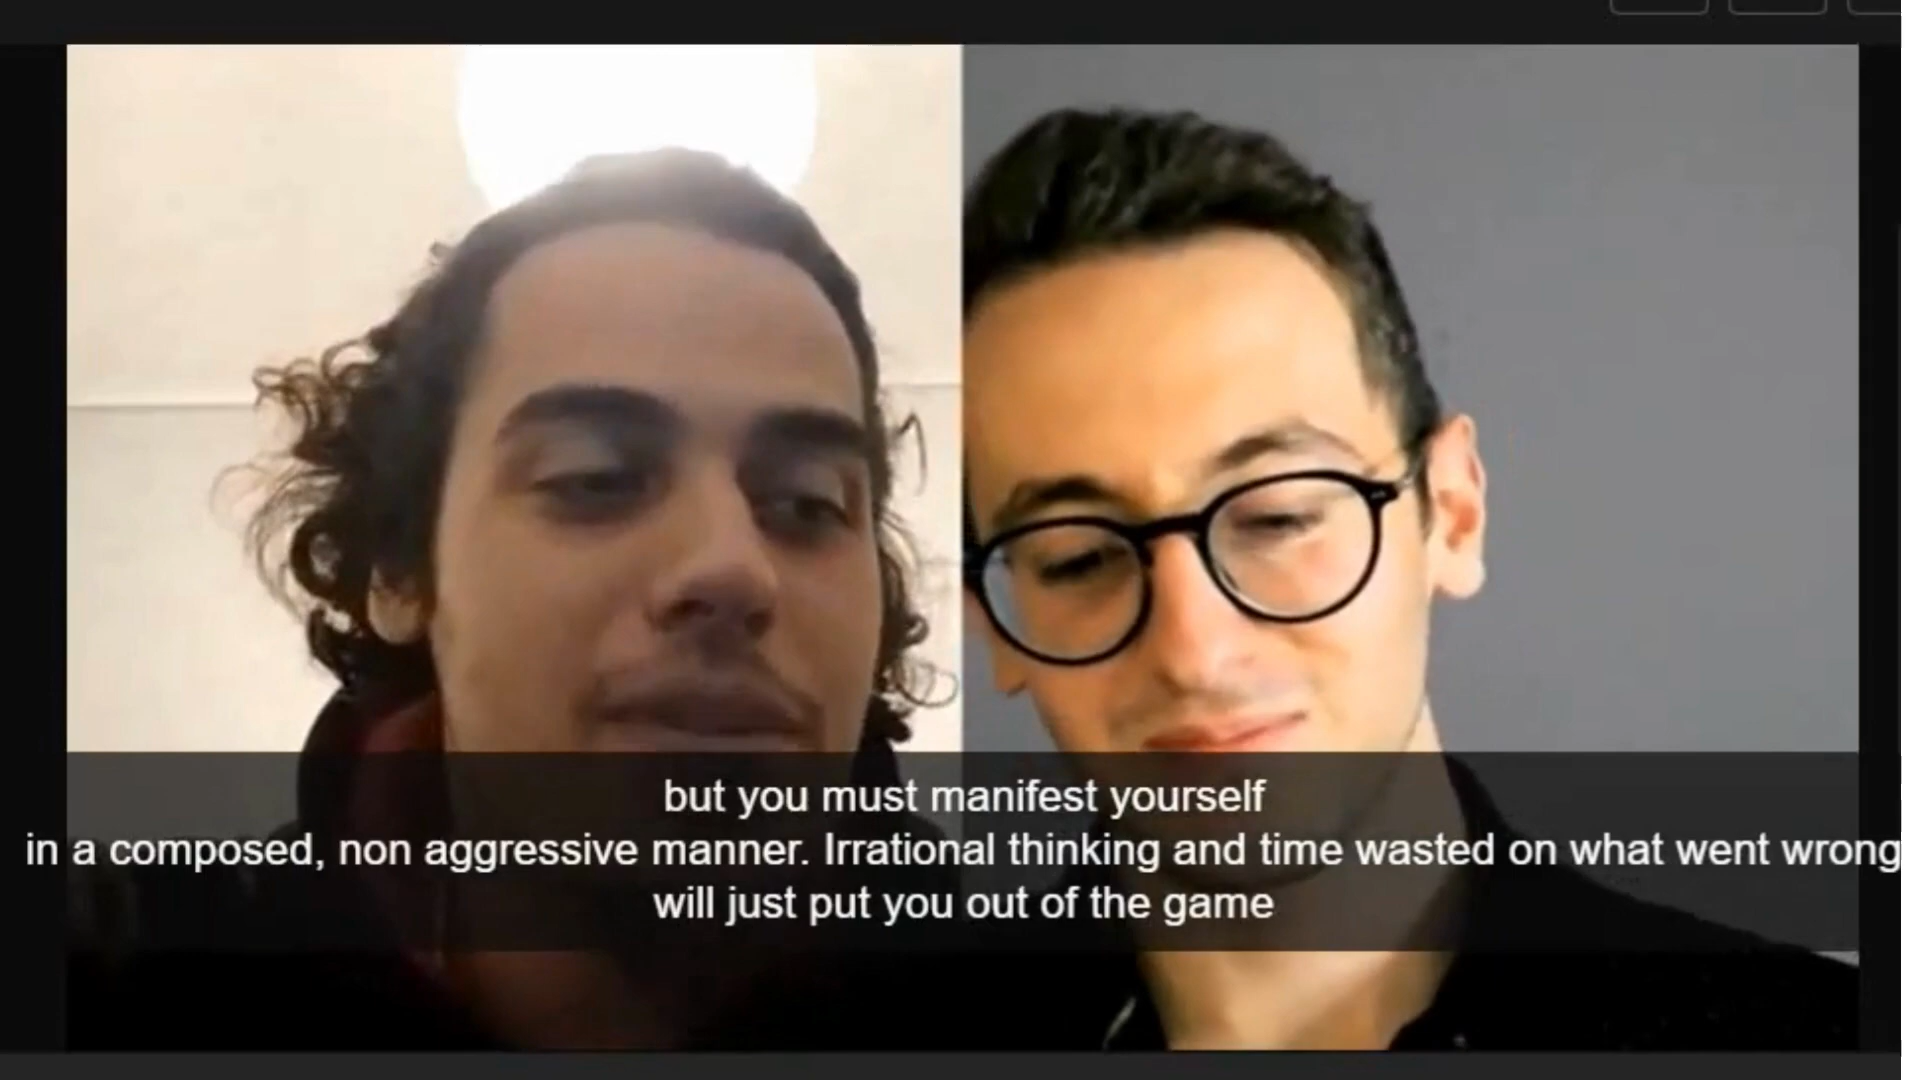 but you must manifest yourself
in a composed, non aggressive manner. Irrational thinking and time wasted on what went wrong
will just put you out of the game